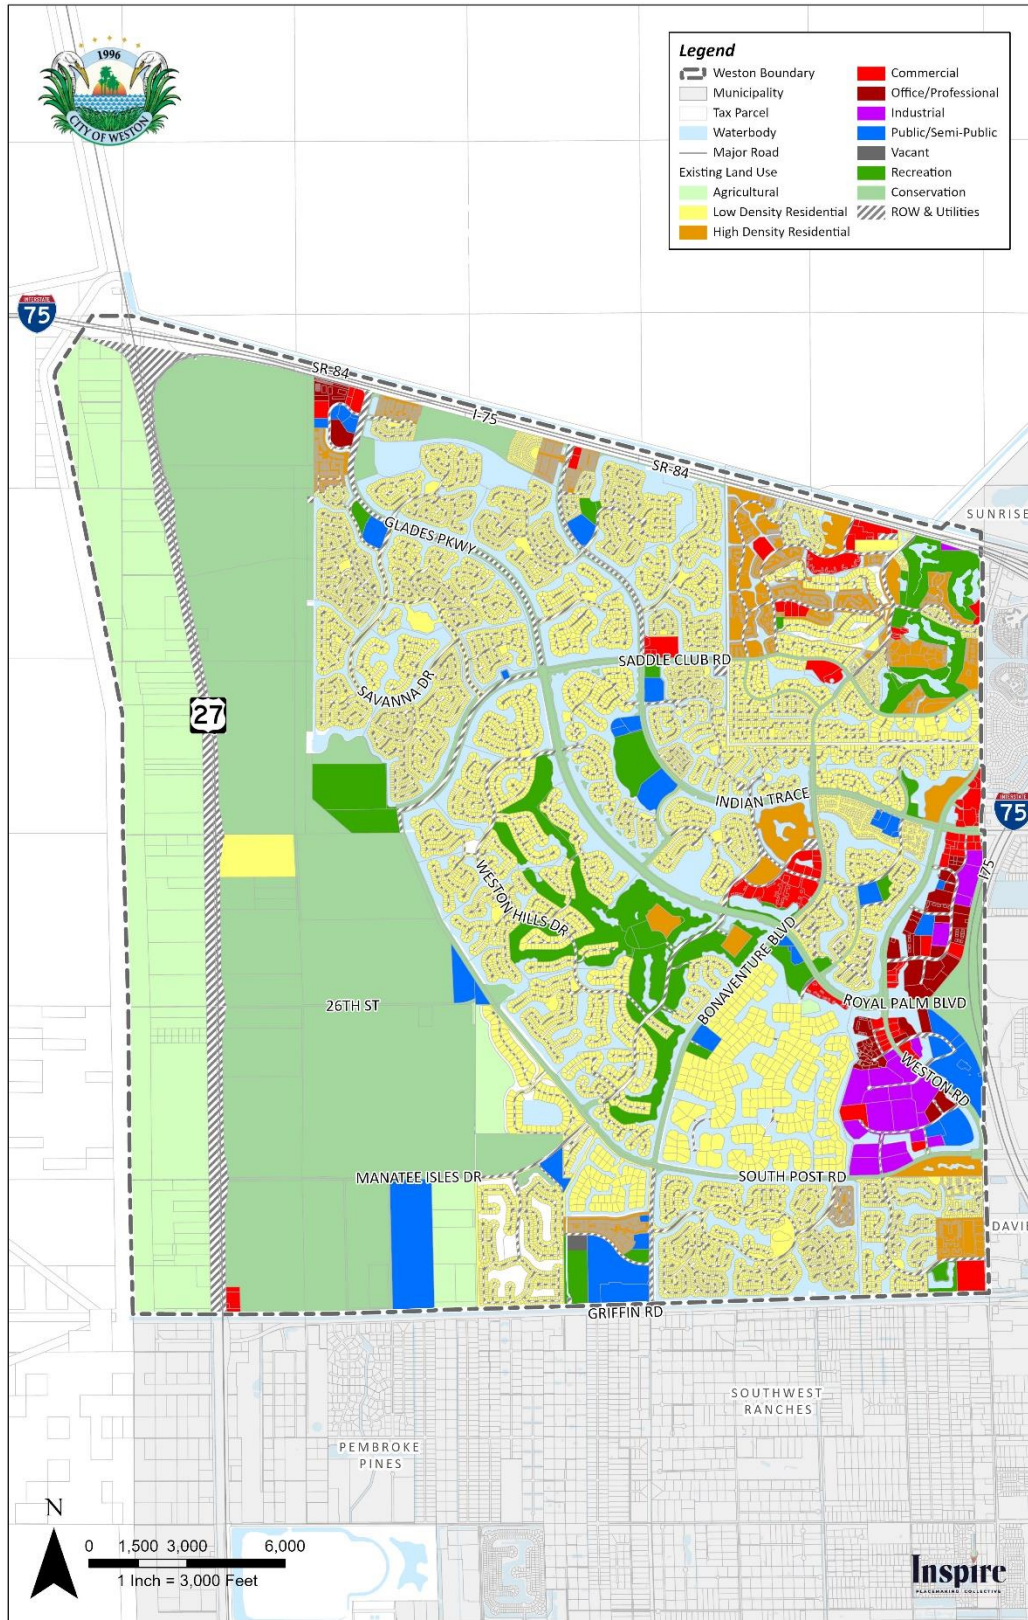 1996
CITY OF WESTON
Legend
Weston Boundary
Municipality
Tax Parcel
Waterbody
Major Road
Existing Land Use
Agricultural
Low Density Residential
High Density Residential
Commercial
Office/Professional
Industrial
Public/Semi-Public
Vacant
Recreation
Conservation
ROW & Utilities
INTERSTATE
75
SR-84
I-75
SR-84
SUNRISE
GLADES PKWY
SADDLE CLUB RD
SAVANNA DR
27
INDIAN TRACE
INTERSTATE
75
I-75
WESTON HILLS DR
BONAVENTURE BLVD
26TH ST
ROYAL PALM BLVD
WESTON RD
MANATEE ISLES DR
SOUTH POST RD
DAVIE
GRIFFIN RD
SOUTHWEST
RANCHES
PEMBROKE
PINES
N
0 1,500 3,000 6,000
1 Inch = 3,000 Feet
Inspire
PLACEMAKING COLLECTIVE